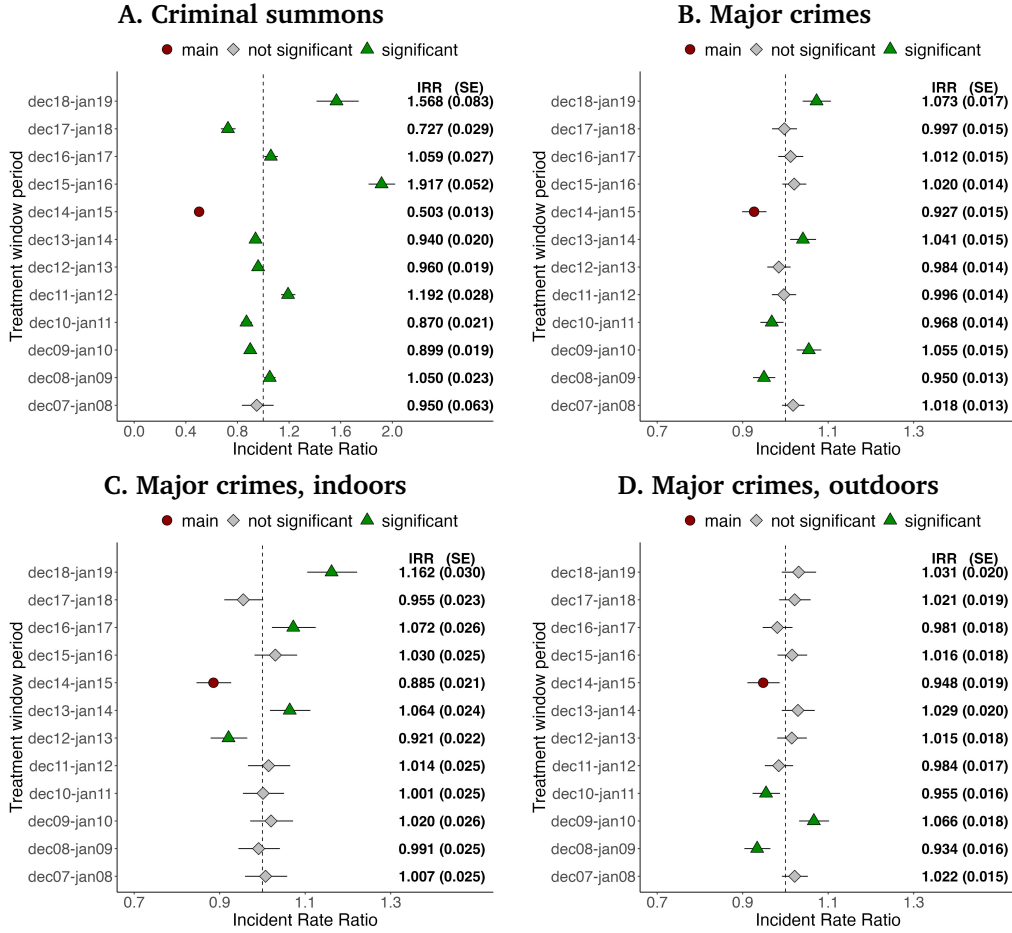 A. Criminal summons
main not significant significant
Treatment window period
IRR (SE)
dec18-jan19 1.568 (0.083)
dec17-jan18 0.727 (0.029)
dec16-jan17 1.059 (0.027)
dec15-jan16 1.917 (0.052)
dec14-jan15 0.503 (0.013)
dec13-jan14 0.940 (0.020)
dec12-jan13 0.960 (0.019)
dec11-jan12 1.192 (0.028)
dec10-jan11 0.870 (0.021)
dec09-jan10 0.899 (0.019)
dec08-jan09 1.050 (0.023)
dec07-jan08 0.950 (0.063)
0.0 0.4 0.8 1.2 1.6 2.0
Incident Rate Ratio
B. Major crimes
main not significant significant
Treatment window period
IRR (SE)
dec18-jan19 1.073 (0.017)
dec17-jan18 0.997 (0.015)
dec16-jan17 1.012 (0.015)
dec15-jan16 1.020 (0.014)
dec14-jan15 0.927 (0.015)
dec13-jan14 1.041 (0.015)
dec12-jan13 0.984 (0.014)
dec11-jan12 0.996 (0.014)
dec10-jan11 0.968 (0.014)
dec09-jan10 1.055 (0.015)
dec08-jan09 0.950 (0.013)
dec07-jan08 1.018 (0.013)
0.7 0.9 1.1 1.3
Incident Rate Ratio
C. Major crimes, indoors
main not significant significant
Treatment window period
IRR (SE)
dec18-jan19 1.162 (0.030)
dec17-jan18 0.955 (0.023)
dec16-jan17 1.072 (0.026)
dec15-jan16 1.030 (0.025)
dec14-jan15 0.885 (0.021)
dec13-jan14 1.064 (0.024)
dec12-jan13 0.921 (0.022)
dec11-jan12 1.014 (0.025)
dec10-jan11 1.001 (0.025)
dec09-jan10 1.020 (0.026)
dec08-jan09 0.991 (0.025)
dec07-jan08 1.007 (0.025)
0.7 0.9 1.1 1.3
Incident Rate Ratio
D. Major crimes, outdoors
main not significant significant
Treatment window period
IRR (SE)
dec18-jan19 1.031 (0.020)
dec17-jan18 1.021 (0.019)
dec16-jan17 0.981 (0.018)
dec15-jan16 1.016 (0.018)
dec14-jan15 0.948 (0.019)
dec13-jan14 1.029 (0.020)
dec12-jan13 1.015 (0.018)
dec11-jan12 0.984 (0.017)
dec10-jan11 0.955 (0.016)
dec09-jan10 1.066 (0.018)
dec08-jan09 0.934 (0.016)
dec07-jan08 1.022 (0.015)
0.7 0.9 1.1 1.3
Incident Rate Ratio